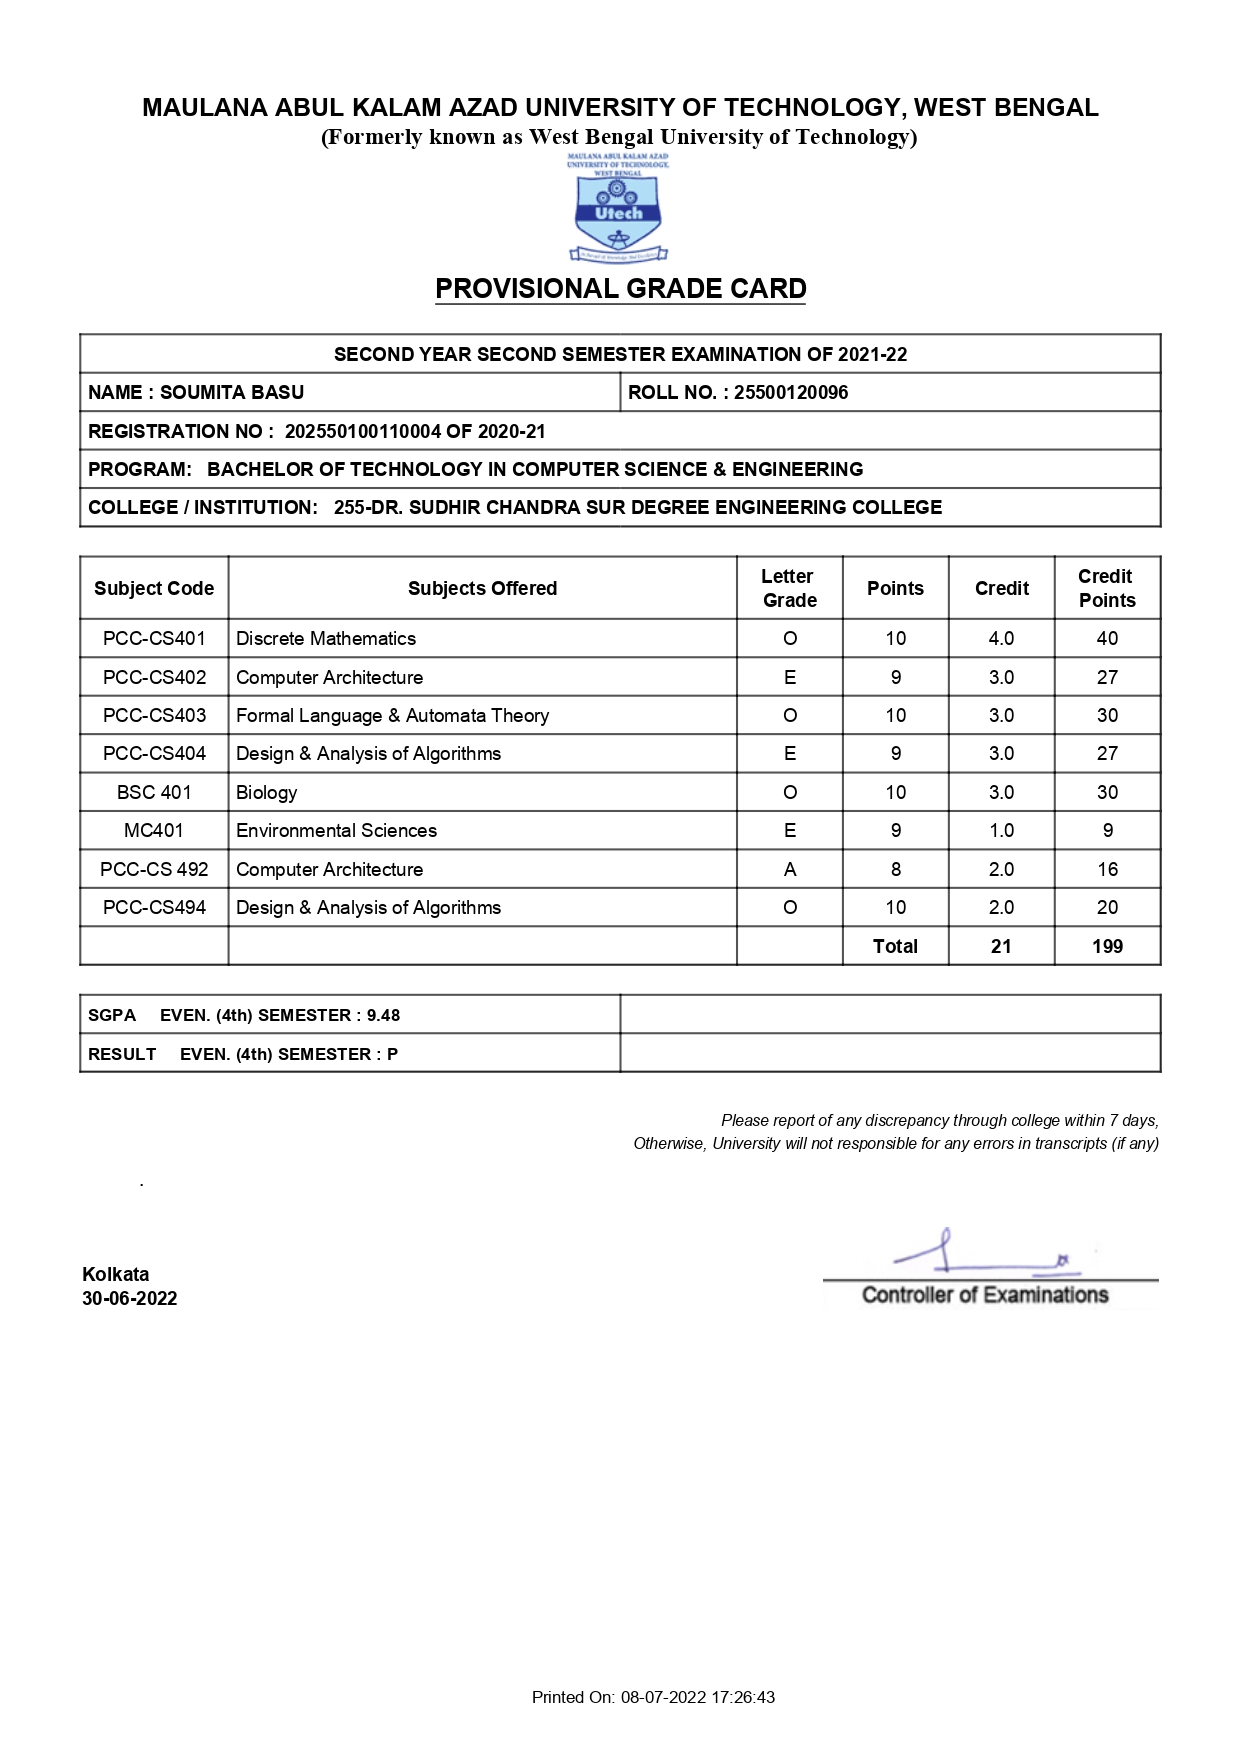 MAULANA ABUL KALAM AZAD UNIVERSITY OF TECHNOLOGY, WEST BENGAL
(Formerly known as West Bengal University of Technology)
MAULANA ABUL KALAM AZAD
UNIVERSITY OF TECHNOLOGY,
WEST BENGAL
Utech
PROVISIONAL GRADE CARD
SECOND YEAR SECOND SEMESTER EXAMINATION OF 2021-22
NAME : SOUMITA BASU ROLL NO. : 25500120096
REGISTRATION NO : 202550100110004 OF 2020-21
PROGRAM: BACHELOR OF TECHNOLOGY IN COMPUTER SCIENCE & ENGINEERING
COLLEGE / INSTITUTION: 255-DR. SUDHIR CHANDRA SUR DEGREE ENGINEERING COLLEGE
Subject Code Subjects Offered Letter Grade Points Credit Credit Points
PCC-CS401 Discrete Mathematics O 10 4.0 40
PCC-CS402 Computer Architecture E 9 3.0 27
PCC-CS403 Formal Language & Automata Theory O 10 3.0 30
PCC-CS404 Design & Analysis of Algorithms E 9 3.0 27
BSC 401 Biology O 10 3.0 30
MC401 Environmental Sciences E 9 1.0 9
PCC-CS 492 Computer Architecture A 8 2.0 16
PCC-CS494 Design & Analysis of Algorithms O 10 2.0 20
Total 21 199
SGPA EVEN. (4th) SEMESTER : 9.48
RESULT EVEN. (4th) SEMESTER : P
Please report of any discrepancy through college within 7 days,
Otherwise, University will not responsible for any errors in transcripts (if any)
.
Kolkata
30-06-2022
Controller of Examinations
Printed On: 08-07-2022 17:26:43